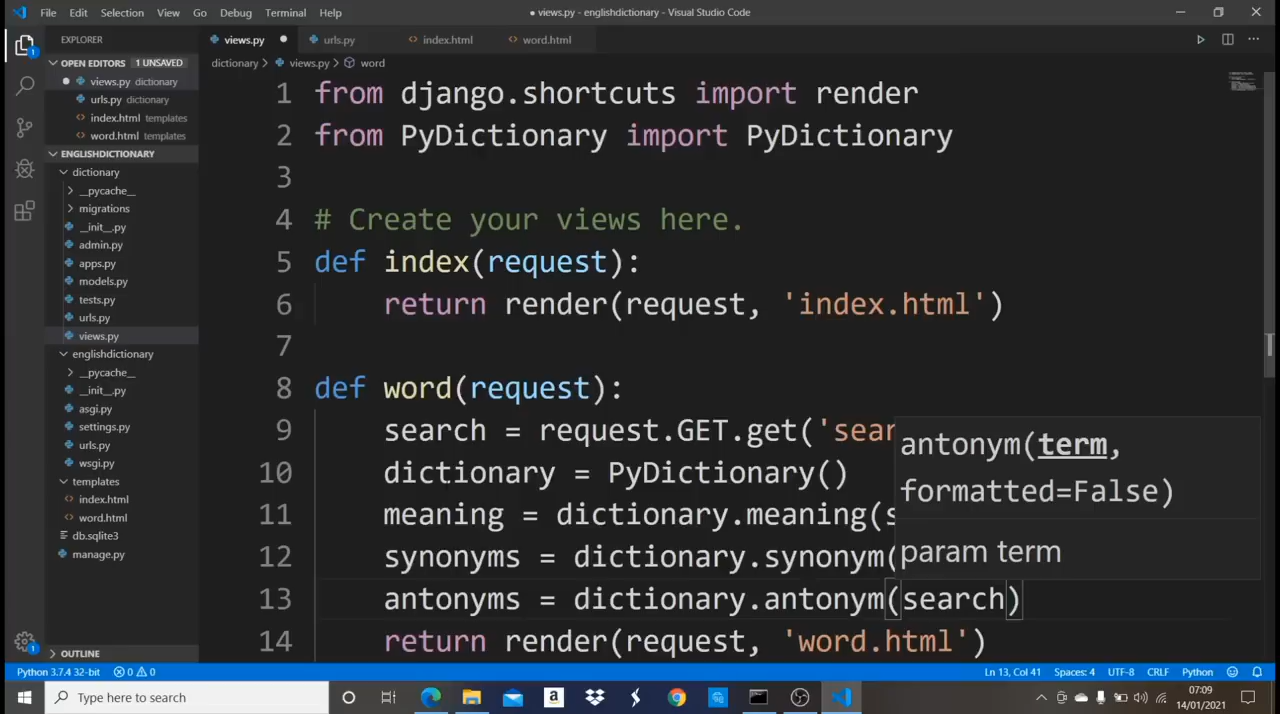 File Edit Selection View Go Debug Terminal Help
● views.py - englishdictionary - Visual Studio Code
EXPLORER
OPEN EDITORS 1 UNSAVED
views.py dictionary
urls.py dictionary
index.html templates
word.html templates
ENGLISHDICTIONARY
dictionary
__pycache__
migrations
__init__.py
admin.py
apps.py
models.py
tests.py
urls.py
views.py
englishdictionary
__pycache__
__init__.py
asgi.py
settings.py
urls.py
wsgi.py
templates
index.html
word.html
db.sqlite3
manage.py
OUTLINE
views.py ● urls.py index.html word.html
dictionary > views.py > word
1 from django.shortcuts import render
2 from PyDictionary import PyDictionary
3
4 # Create your views here.
5 def index(request):
6 return render(request, 'index.html')
7
8 def word(request):
9 search = request.GET.get('sear
10 dictionary = PyDictionary()
11 meaning = dictionary.meaning(s
12 synonyms = dictionary.synonym(
13 antonyms = dictionary.antonym(search)
14 return render(request, 'word.html')
antonym(term,
formatted=False)
param term
Python 3.7.4 32-bit 0 0 Ln 13, Col 41 Spaces: 4 UTF-8 CRLF Python
Type here to search
07:09
14/01/2021